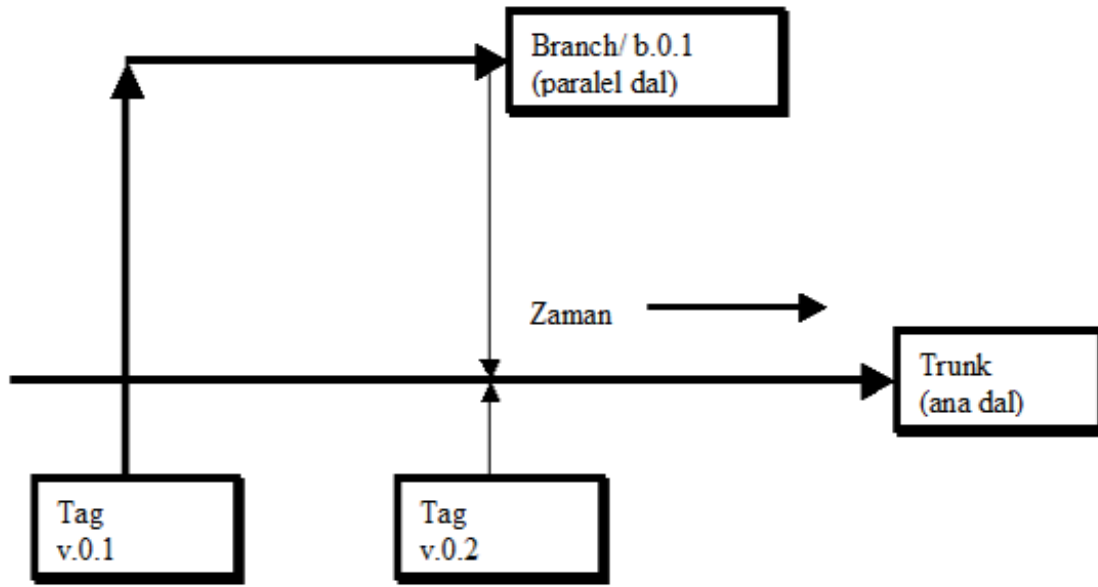 Branch/ b.0.1
(paralel dal)
Zaman
Trunk
(ana dal)
Tag
v.0.1
Tag
v.0.2